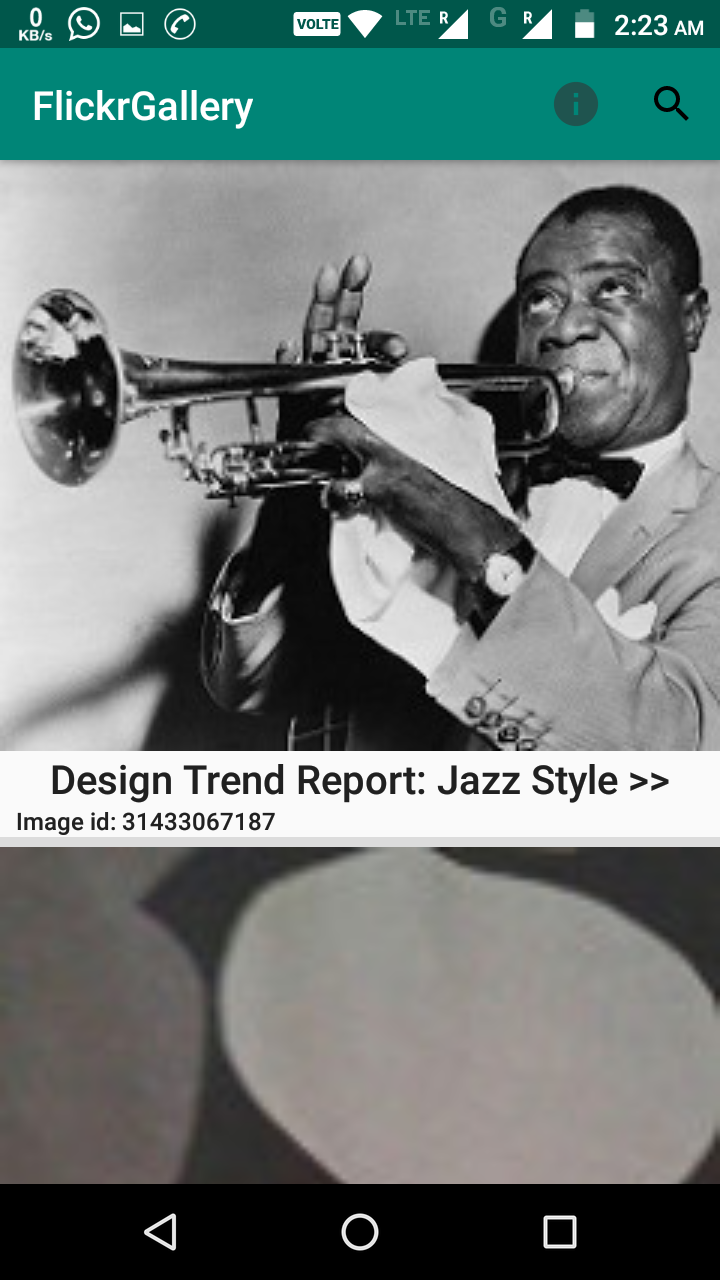 0
KB/s
VOLTE
LTE
R
G
R
2:23 AM
FlickrGallery
Design Trend Report: Jazz Style >>
Image id: 31433067187